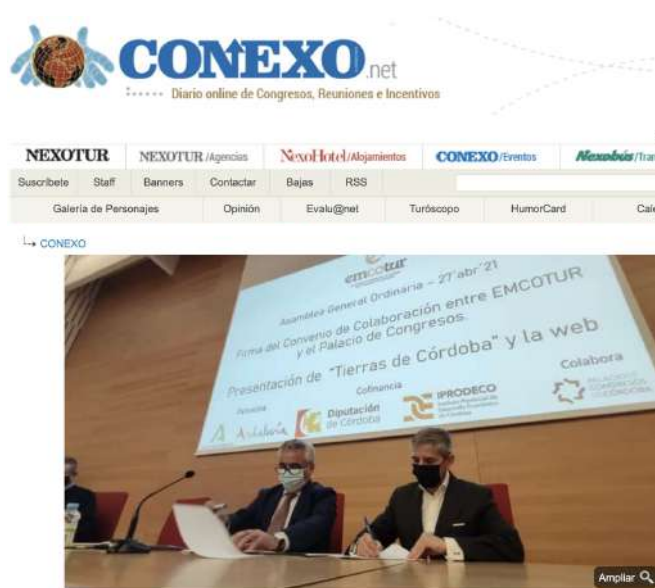 CONEXO.net
Diario online de Congresos, Reuniones e Incentivos
NEXOTUR NEXOTUR/Agencias NexoHotel/Alojamientos CONEXO/Eventos Nexobús/Tran
Suscríbete Staff Banners Contactar Bajas RSS
Galería de Personajes Opinión Evalu@net Turóscopo HumorCard Cale
CONEXO
emcotur
Asamblea General Ordinaria – 27 abr´21
Firma del Convenio de Colaboración entre EMCOTUR
y el Palacio de Congresos.
Presentación de "Tierras de Córdoba" y la web
Cofinancia
Colabora
Andalucía
Diputación
de Córdoba
IPRODECO
Ampliar